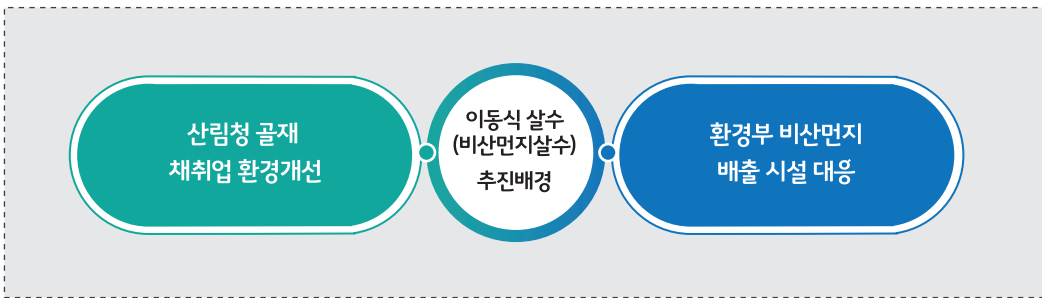 산림청 골재
채취업 환경개선
이동식 살수
(비산먼지살수)
추진배경
환경부 비산먼지
배출 시설 대응